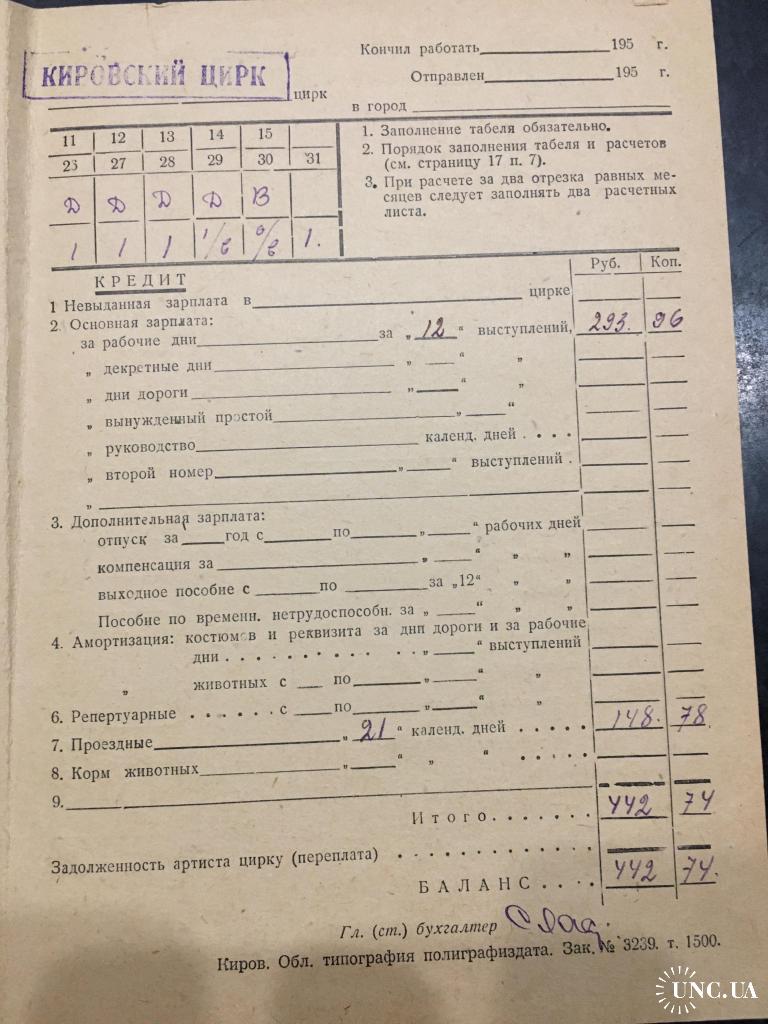 Кончил работать 195 г.
КИРОВСКИЙ ЦИРК
Отправлен 195 г.
цирк
в город
11 12 13 14 15
26 27 28 29 30 31
Д Д Д Д В
1 1 1 1/в 0/в 1.
1. Заполнение табеля обязательно.
2. Порядок заполнения табеля и расчетов
(см. страницу 17 п. 7).
3. При расчете за два отрезка равных ме-
сяцев следует заполнять два расчетных
листа.
КРЕДИТ Руб. Коп.
1 Невыданная зарплата в цирке
2. Основная зарплата:
за рабочие дни за „ 12 “ выступлений, 293. 96
„ декретные дни „ “ „
„ дни дороги „ “ „
„ вынужденный простой „ “
„ руководство календ. дней . . . .
„ второй номер „ “ выступлений .
„
3. Дополнительная зарплата:
отпуск за год с по „ “ рабочих дней
компенсация за „ “ „ „
выходное пособие с по за „12“ „ „
Пособие по временн. нетрудоспособн. за „ “ „ „
4. Амортизация: костюмов и реквизита за дни дороги и за рабочие
дни . . . . . . . . . . . . „ “ выступлений
„ животных с по „ “ „
6. Репертуарные . . . . . . с по „ “ „
7. Проездные „ 21 “ календ. дней . . . . . 148. 78
8. Корм животных „ “ „ “ . . . . .
9.
Итого . . . . . . . 442 74
Задолженность артиста цирку (переплата) . . . . . . . . . . .
БАЛАНС . . . . 442 74.
Гл. (ст.) бухгалтер
Киров. Обл. типография полиграфиздата. Зак. № 3239. т. 1500.
UNC.UA